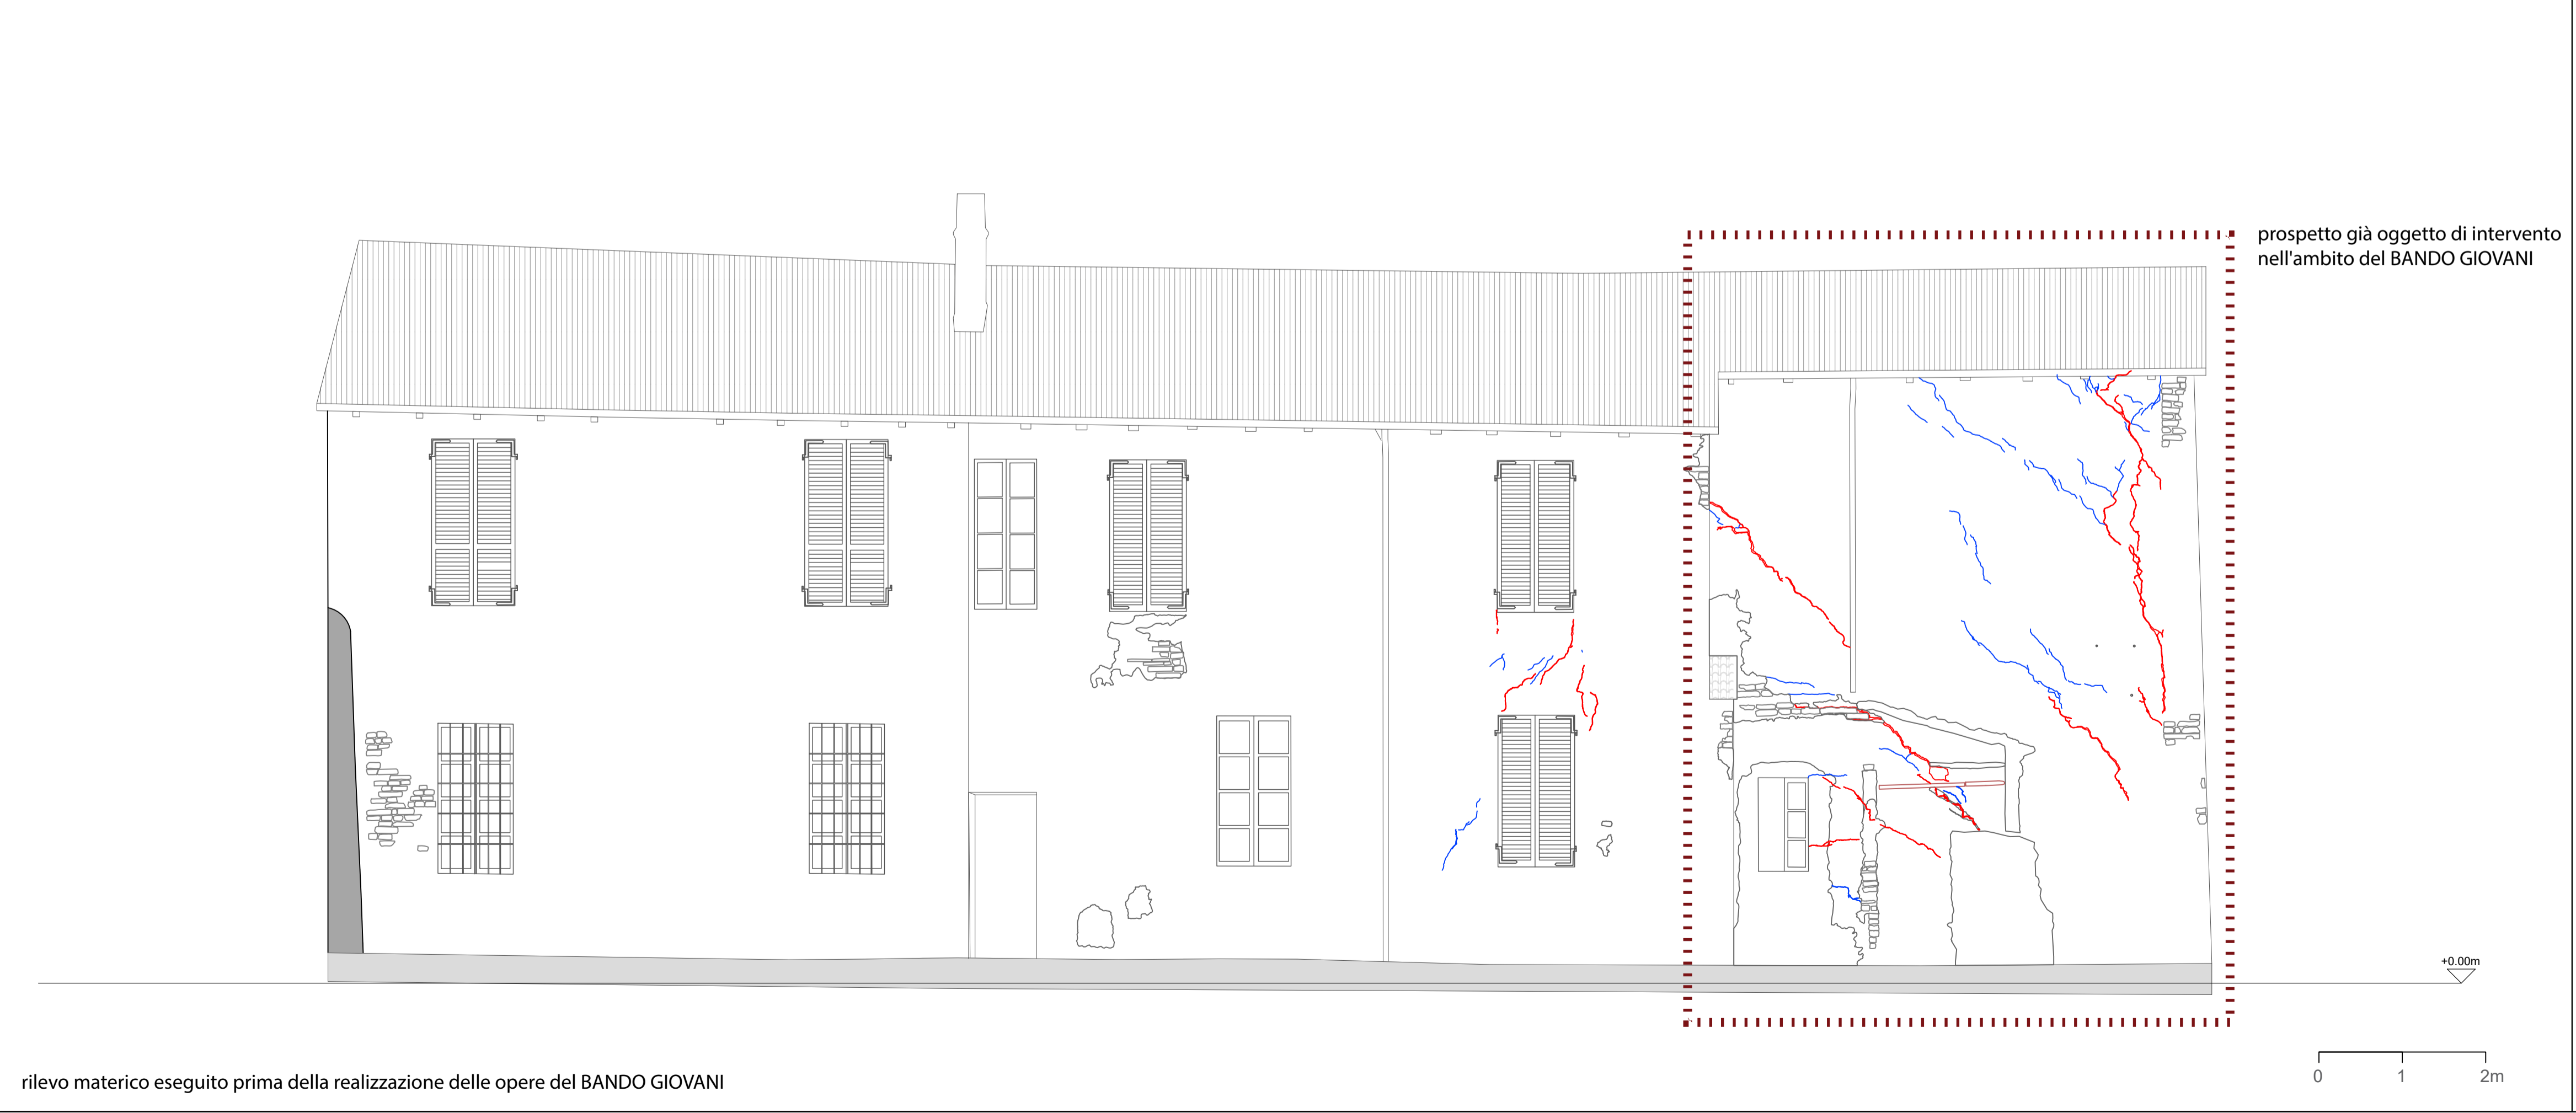 prospetto già oggetto di intervento
nell'ambito del BANDO GIOVANI
+0.00m
0 1 2m
rilevo materico eseguito prima della realizzazione delle opere del BANDO GIOVANI